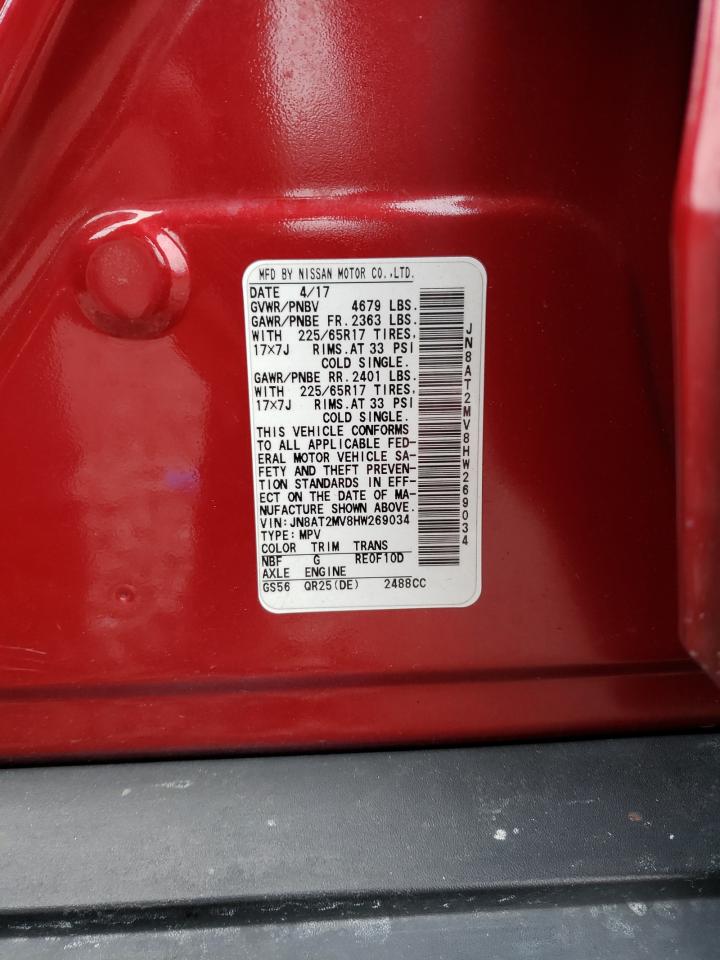 MFD BY NISSAN MOTOR CO.,LTD.
DATE 4/17
GVWR/PNBV 4679 LBS.
GAWR/PNBE FR.2363 LBS.
WITH 225/65R17 TIRES,
17×7J RIMS.AT 33 PSI
COLD SINGLE.
GAWR/PNBE RR.2401 LBS.
WITH 225/65R17 TIRES,
17×7J RIMS.AT 33 PSI
COLD SINGLE.
THIS VEHICLE CONFORMS
TO ALL APPLICABLE FED-
ERAL MOTOR VEHICLE SA-
FETY AND THEFT PREVEN-
TION STANDARDS IN EFF-
ECT ON THE DATE OF MA-
NUFACTURE SHOWN ABOVE.
VIN:JN8AT2MV8HW269034
TYPE:MPV
COLOR TRIM TRANS
NBF G RE0F10D
AXLE ENGINE
GS56 QR25(DE) 2488CC
JN8AT2MV8HW269034